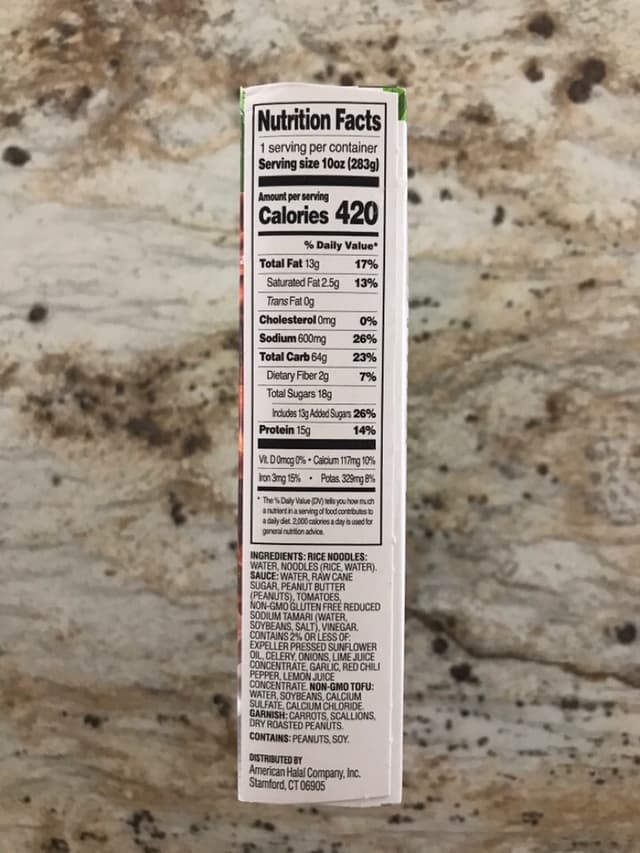 Nutrition Facts
1 serving per container
Serving size 10oz (283g)
Amount per serving
Calories 420
% Daily Value*
Total Fat 13g 17%
Saturated Fat 2.5g 13%
Trans Fat 0g
Cholesterol 0mg 0%
Sodium 600mg 26%
Total Carb 64g 23%
Dietary Fiber 2g 7%
Total Sugars 18g
Includes 13g Added Sugars 26%
Protein 15g 14%
Vit. D 0mcg 0% • Calcium 117mg 10%
Iron 3mg 15% • Potas. 329mg 8%
* The % Daily Value (DV) tells you how much
a nutrient in a serving of food contributes to
a daily diet. 2,000 calories a day is used for
general nutrition advice.
INGREDIENTS: RICE NOODLES:
WATER, NOODLES (RICE, WATER).
SAUCE: WATER, RAW CANE
SUGAR, PEANUT BUTTER
(PEANUTS), TOMATOES,
NON-GMO GLUTEN FREE REDUCED
SODIUM TAMARI (WATER,
SOYBEANS, SALT), VINEGAR.
CONTAINS 2% OR LESS OF:
EXPELLER PRESSED SUNFLOWER
OIL, CELERY, ONIONS, LIME JUICE
CONCENTRATE, GARLIC, RED CHILI
PEPPER, LEMON JUICE
CONCENTRATE. NON-GMO TOFU:
WATER, SOYBEANS, CALCIUM
SULFATE, CALCIUM CHLORIDE.
GARNISH: CARROTS, SCALLIONS,
DRY ROASTED PEANUTS.
CONTAINS: PEANUTS, SOY.
DISTRIBUTED BY
American Halal Company, Inc.
Stamford, CT 06905